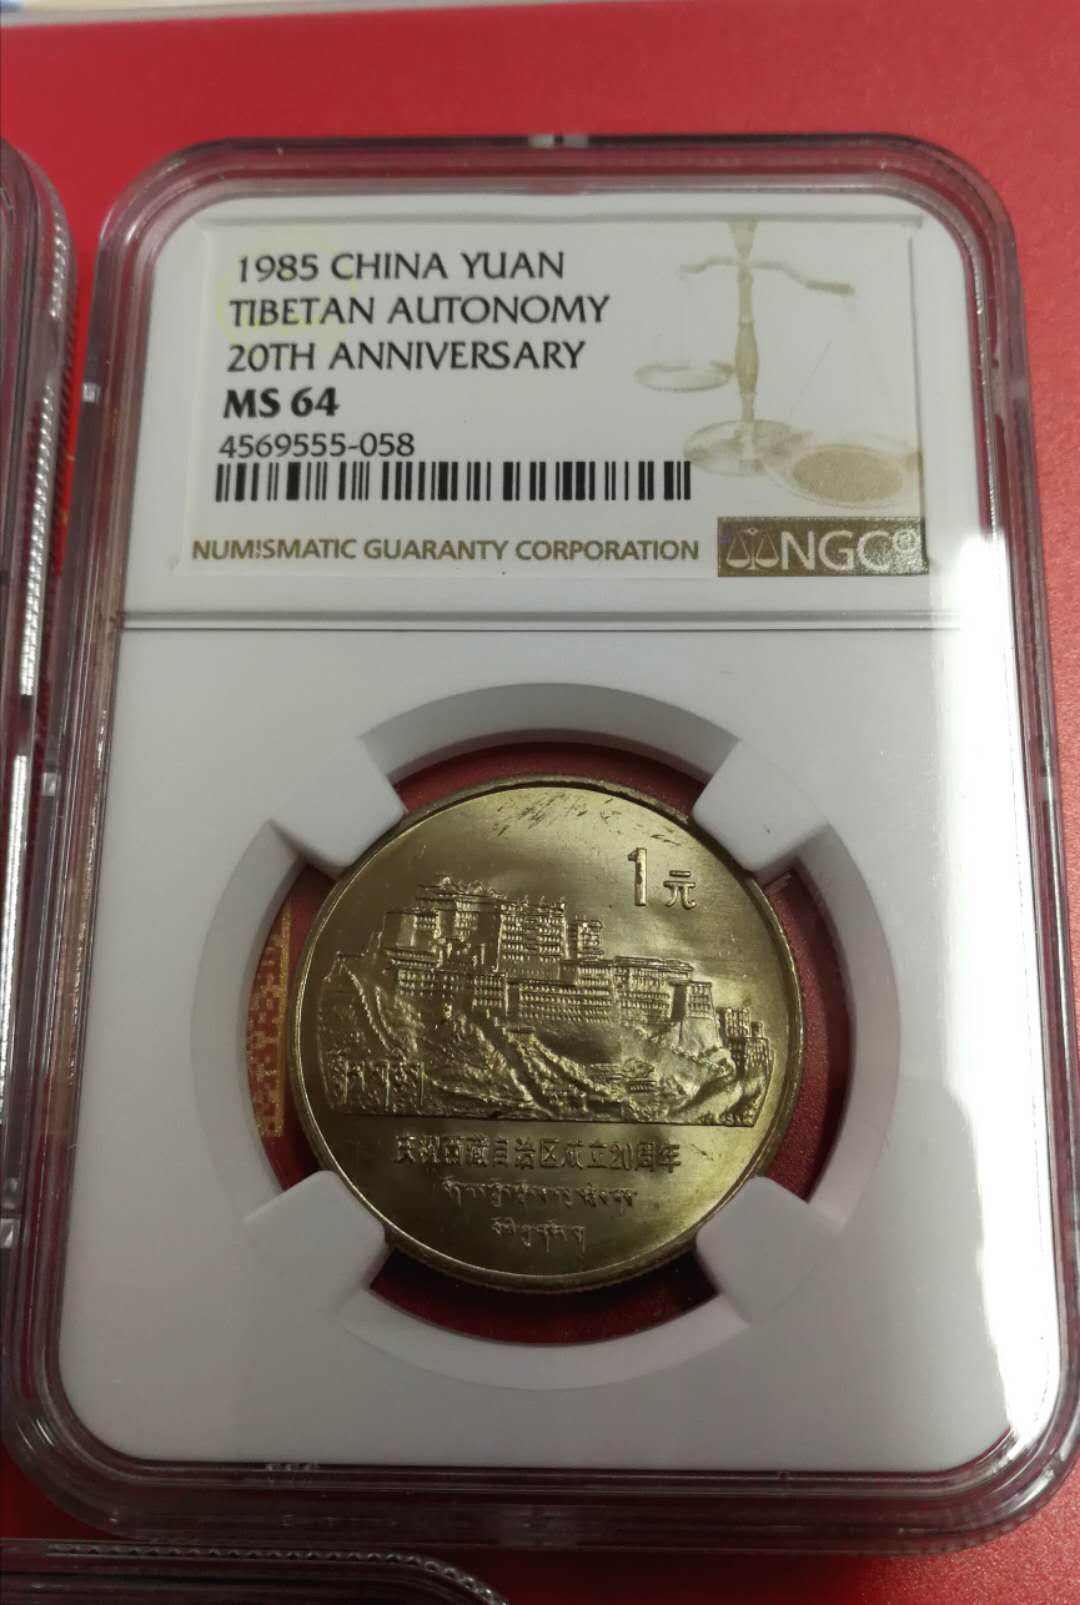 1985 CHINA YUAN
TIBETAN AUTONOMY
20TH ANNIVERSARY
MS 64
4569555-058
NUMISMATIC GUARANTY CORPORATION
NGC®
1元
庆祝西藏自治区成立20周年